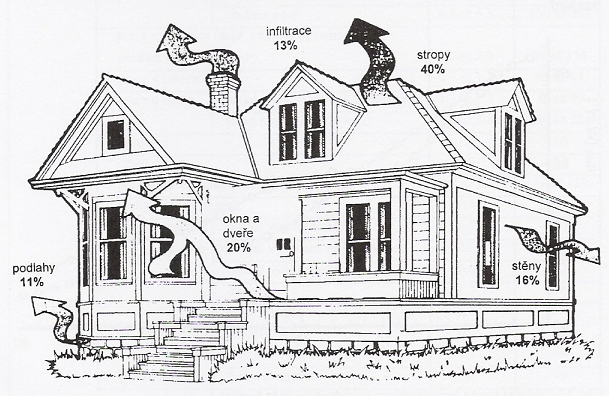 infiltrace
13%
stropy
40%
okna a
dveře
20%
podlahy
11%
stěny
16%